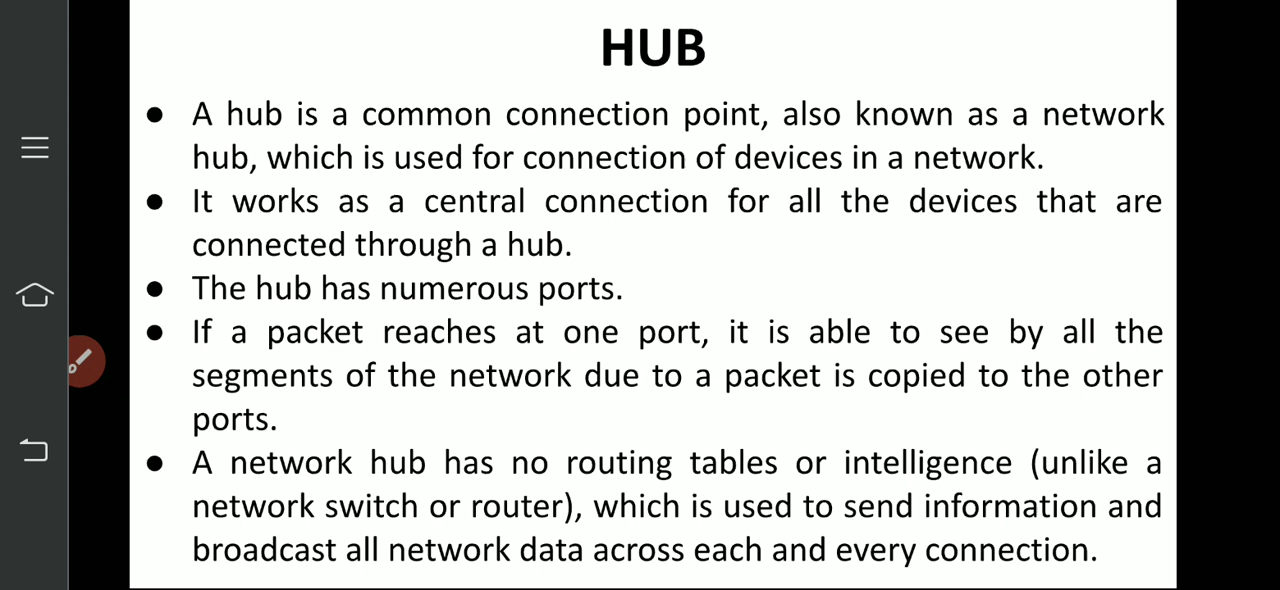 HUB
● A hub is a common connection point, also known as a network
hub, which is used for connection of devices in a network.
● It works as a central connection for all the devices that are
connected through a hub.
● The hub has numerous ports.
● If a packet reaches at one port, it is able to see by all the
segments of the network due to a packet is copied to the other
ports.
● A network hub has no routing tables or intelligence (unlike a
network switch or router), which is used to send information and
broadcast all network data across each and every connection.